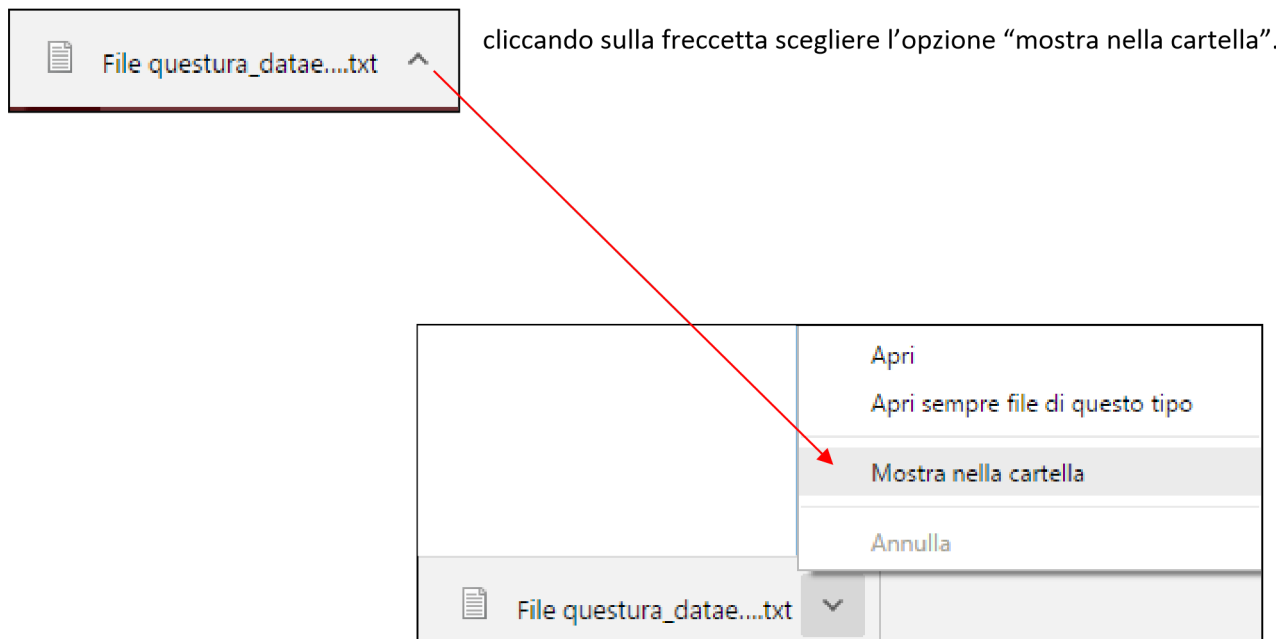 cliccando sulla freccetta scegliere l’opzione “mostra nella cartella”.
File questura_datae....txt
Apri
Apri sempre file di questo tipo
Mostra nella cartella
Annulla
File questura_datae....txt